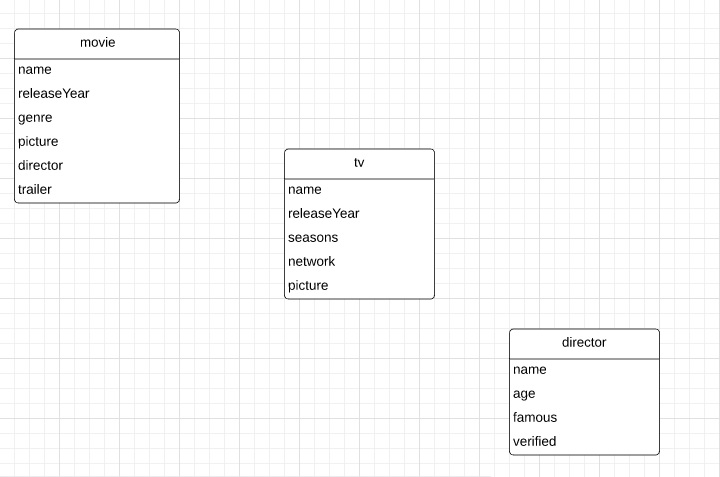 movie
name
releaseYear
genre
picture
director
trailer
tv
name
releaseYear
seasons
network
picture
director
name
age
famous
verified